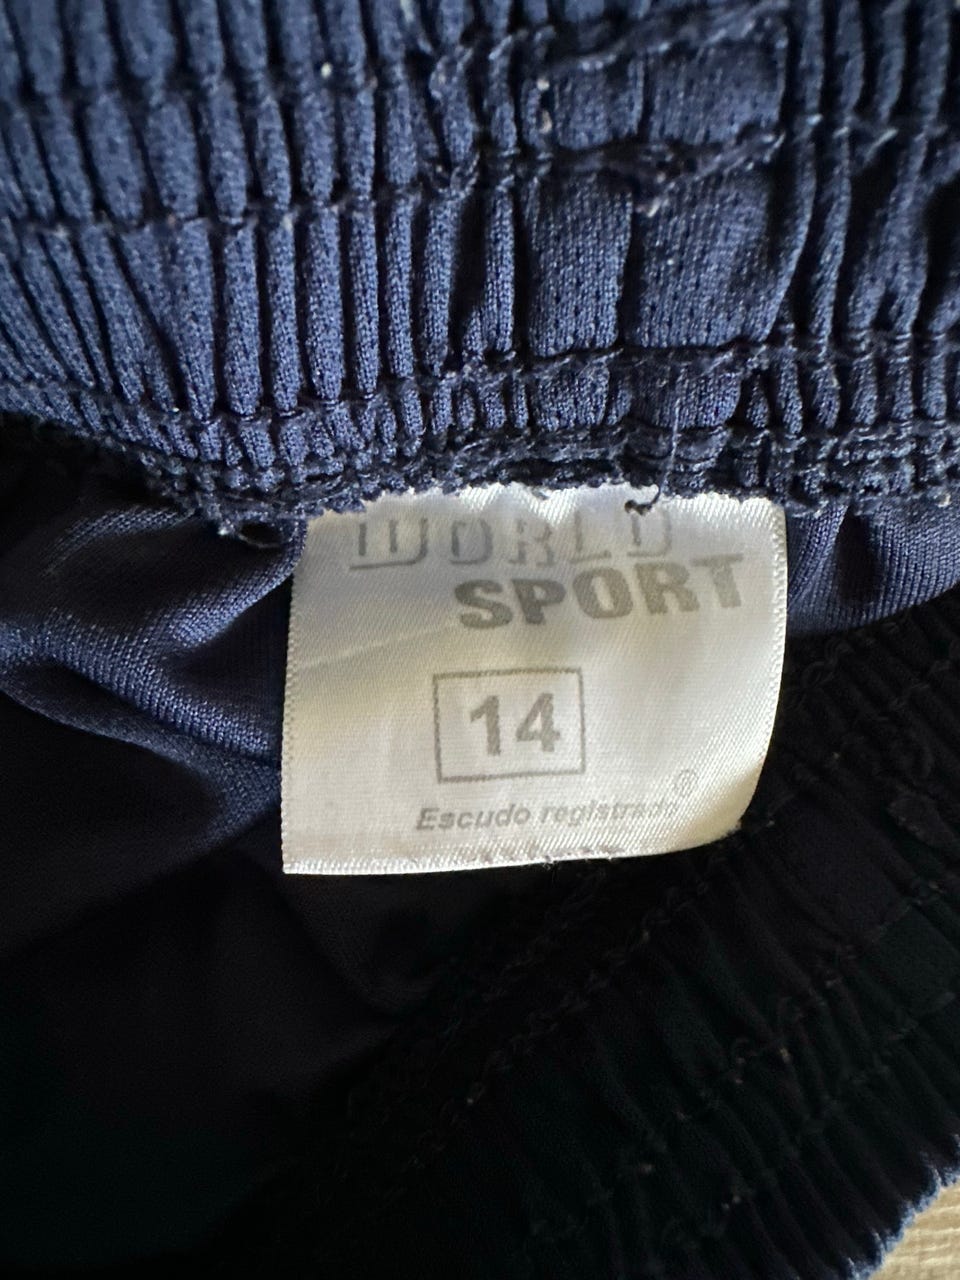 WORLD
SPORT
14
Escudo registrado ®